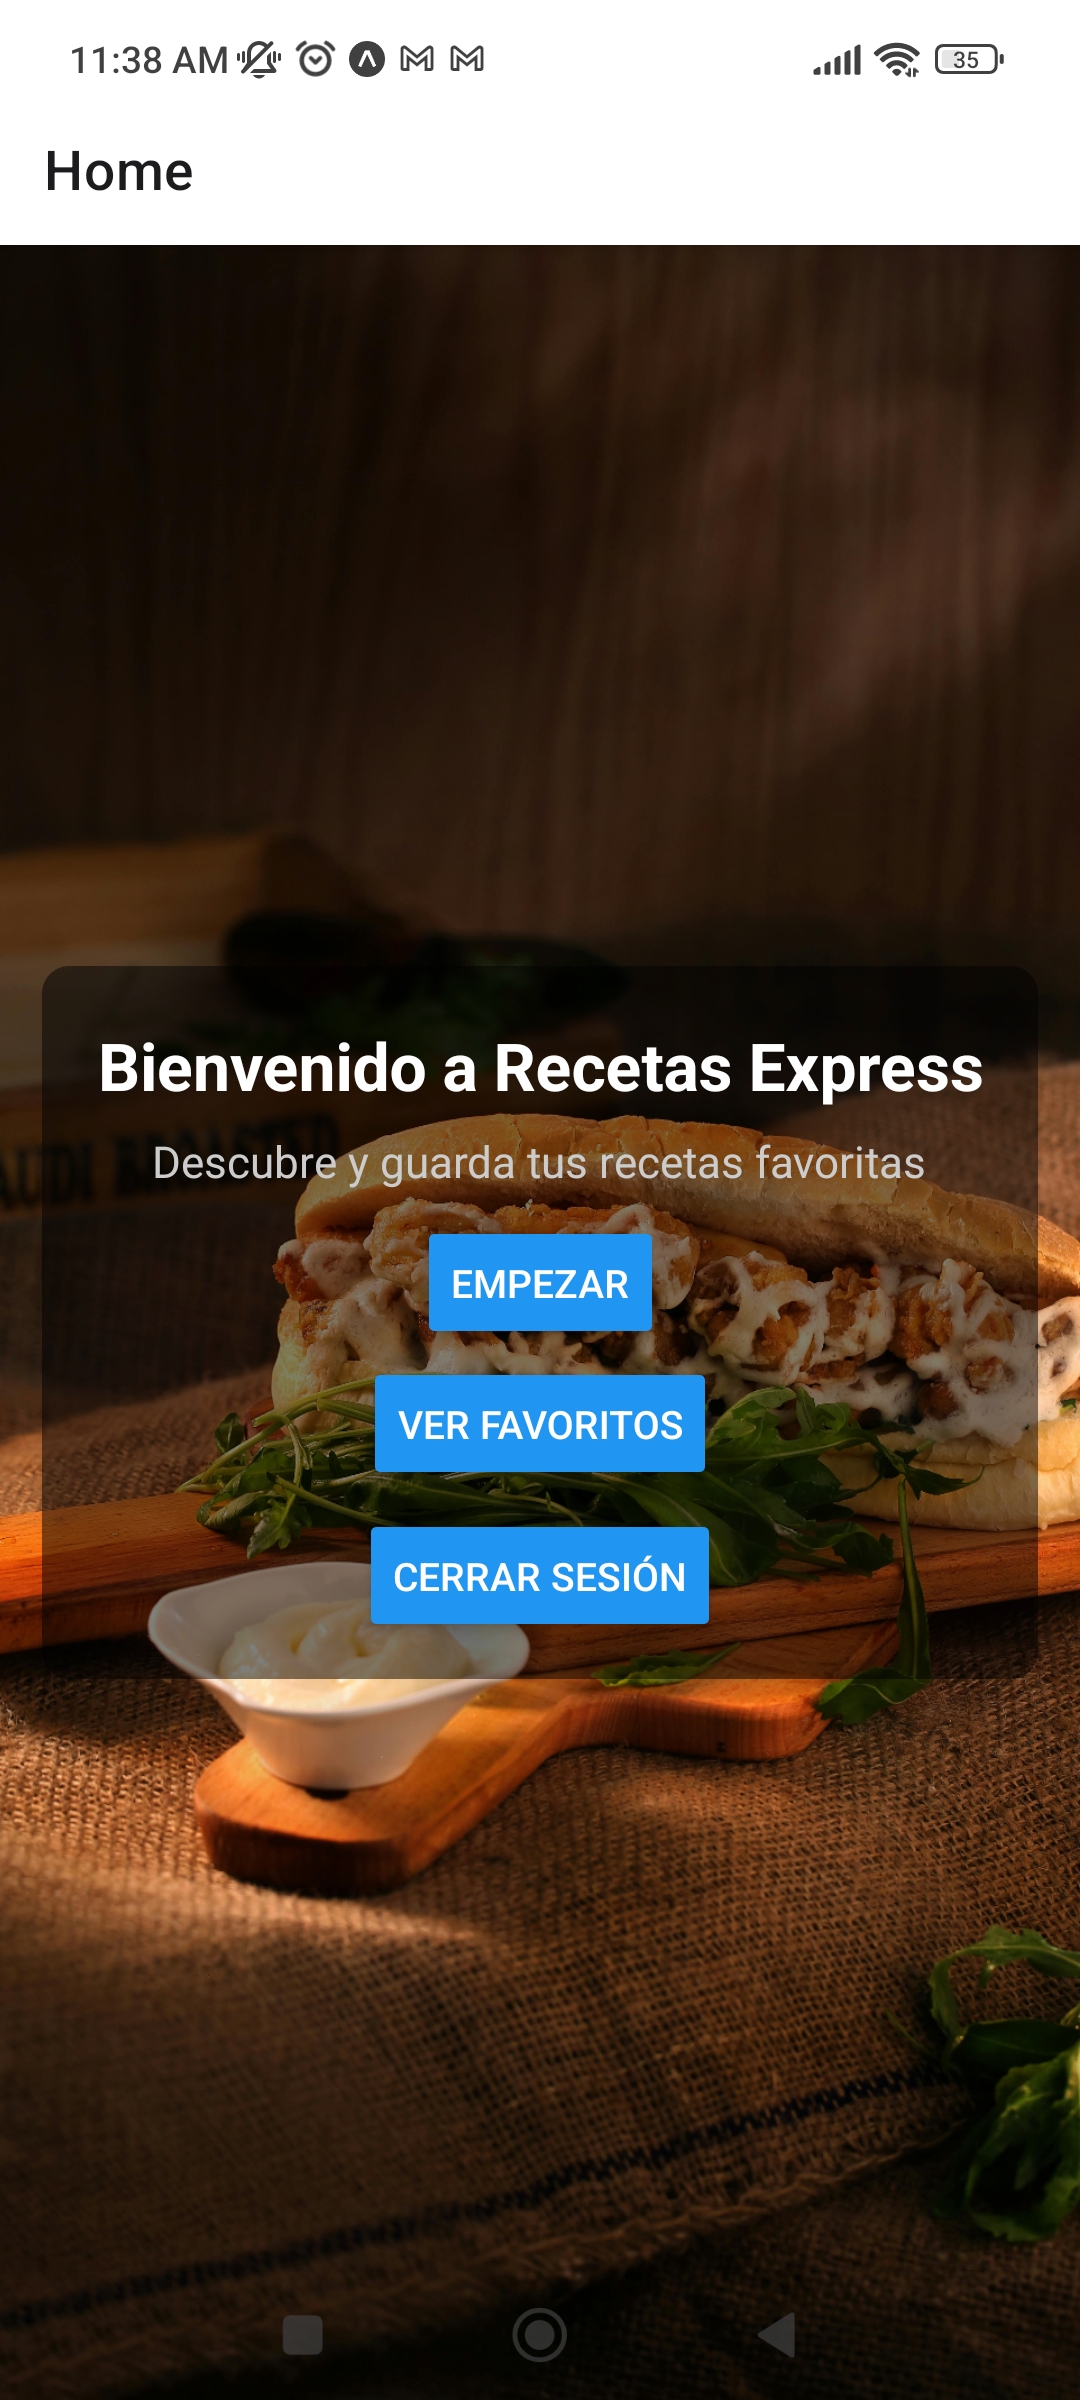 11:38 AM
35
Home
Bienvenido a Recetas Express
Descubre y guarda tus recetas favoritas
EMPEZAR
VER FAVORITOS
CERRAR SESIÓN